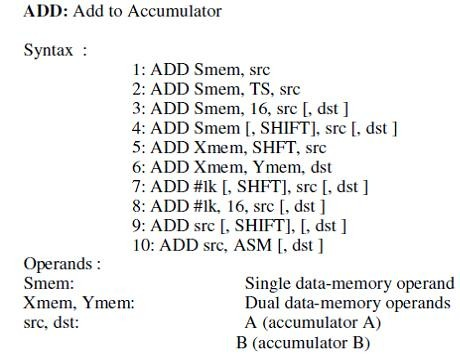 ADD: Add to Accumulator
Syntax :
1: ADD Smem, src
2: ADD Smem, TS, src
3: ADD Smem, 16, src [, dst ]
4: ADD Smem [, SHIFT], src [, dst ]
5: ADD Xmem, SHFT, src
6: ADD Xmem, Ymem, dst
7: ADD #lk [, SHFT], src [, dst ]
8: ADD #lk, 16, src [, dst ]
9: ADD src [, SHIFT], [, dst ]
10: ADD src, ASM [, dst ]
Operands :
Smem: Single data-memory operand
Xmem, Ymem: Dual data-memory operands
src, dst: A (accumulator A)
B (accumulator B)